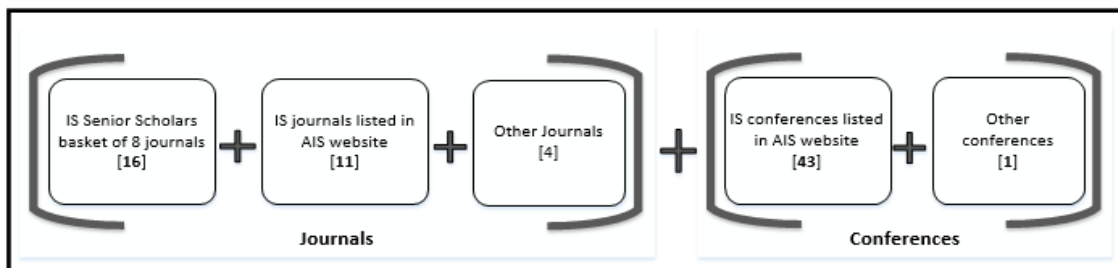 IS Senior Scholars
basket of 8 journals
[16]
IS journals listed in
AIS website
[11]
Other Journals
[4]
IS conferences listed
in AIS website
[43]
Other
conferences
[1]
Journals
Conferences